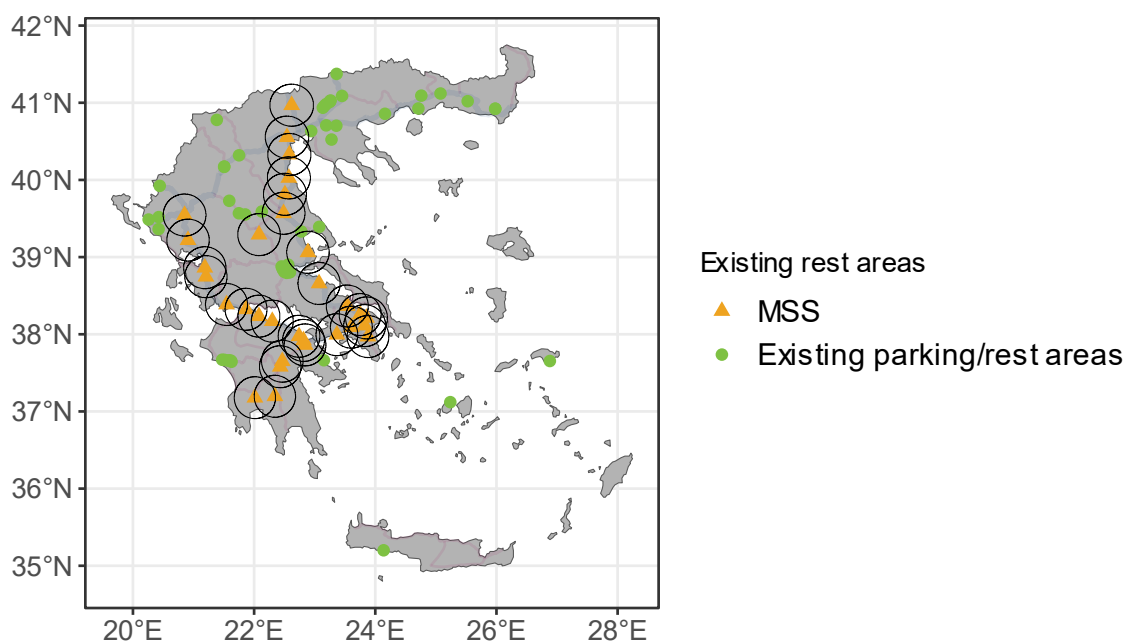 42°N
41°N
40°N
39°N
38°N
37°N
36°N
35°N
20°E 22°E 24°E 26°E 28°E
Existing rest areas
MSS
Existing parking/rest areas